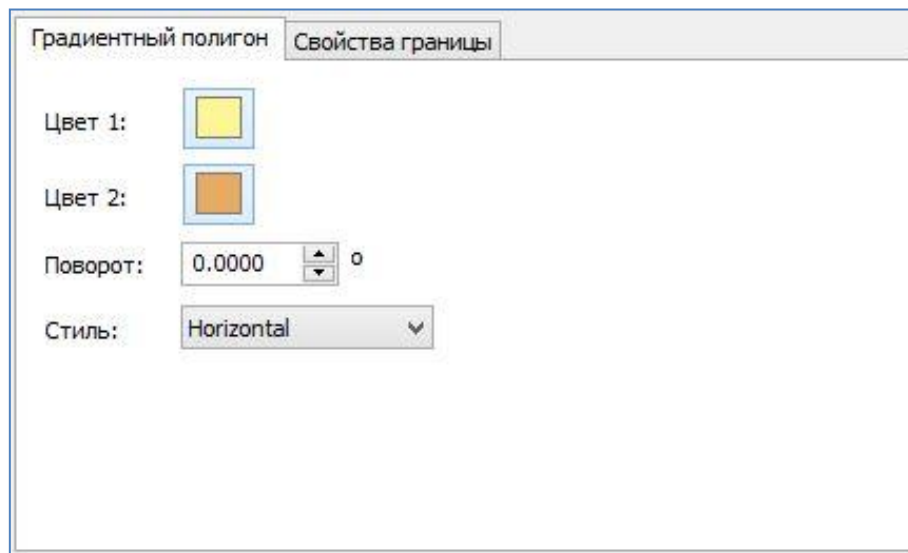 Градиентный полигон Свойства границы
Цвет 1:
Цвет 2:
Поворот: 0.0000 о
Стиль: Horizontal